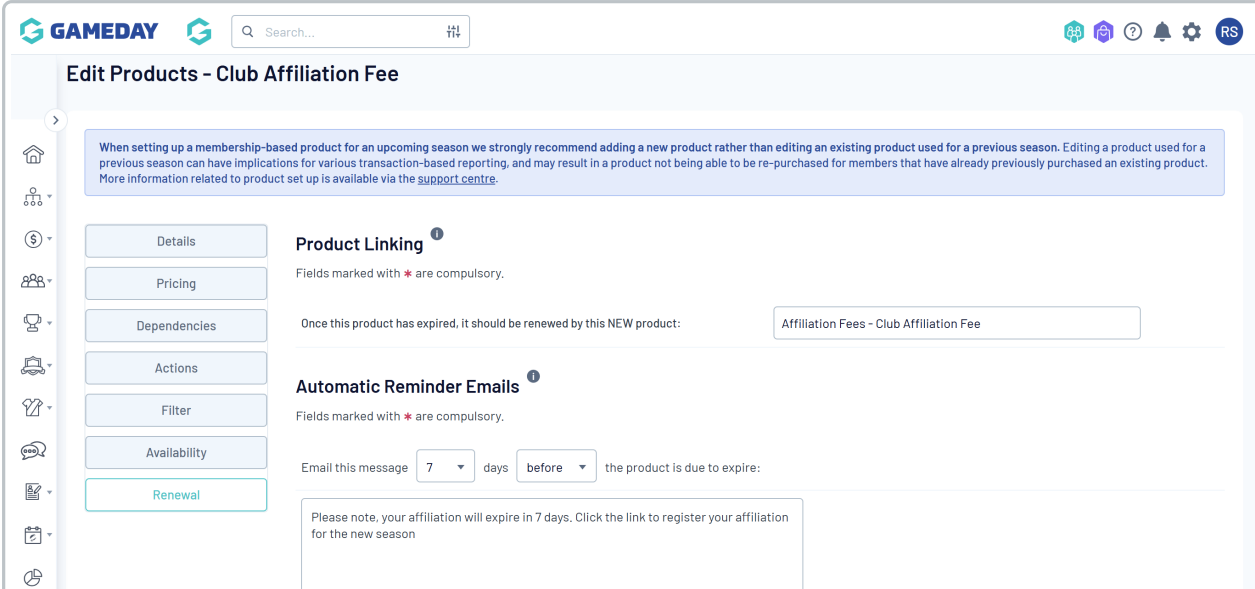 GAMEDAY
Search...
RS
Edit Products - Club Affiliation Fee
When setting up a membership-based product for an upcoming season we strongly recommend adding a new product rather than editing an existing product used for a previous season. Editing a product used for a
previous season can have implications for various transaction-based reporting, and may result in a product not being able to be re-purchased for members that have already previously purchased an existing product.
More information related to product set up is available via the support centre.
Details
Pricing
Dependencies
Actions
Filter
Availability
Renewal
Product Linking
Fields marked with * are compulsory.
Once this product has expired, it should be renewed by this NEW product:
Affiliation Fees - Club Affiliation Fee
Automatic Reminder Emails
Fields marked with * are compulsory.
Email this message 7 days before the product is due to expire:
Please note, your affiliation will expire in 7 days. Click the link to register your affiliation
for the new season